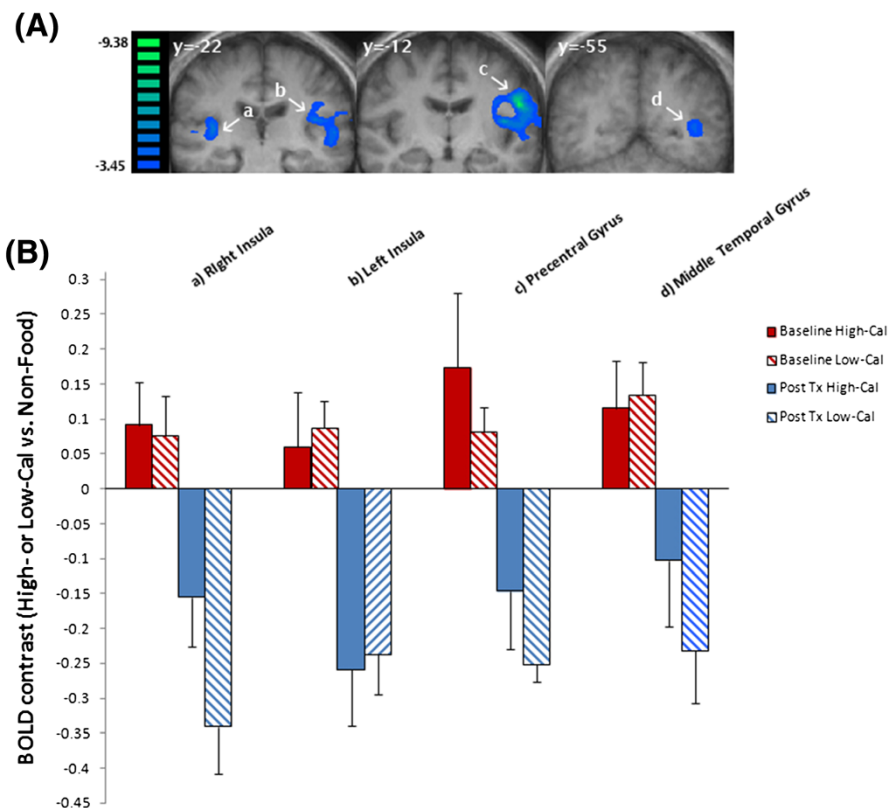 (A)
-9.38
-3.45
y=-22
y=-12
y=-55
a
b
c
d
(B)
a) Right Insula
b) Left Insula
c) Precentral Gyrus
d) Middle Temporal Gyrus
BOLD contrast (High- or Low-Cal vs. Non-Food)
0.3
0.25
0.2
0.15
0.1
0.05
0
-0.05
-0.1
-0.15
-0.2
-0.25
-0.3
-0.35
-0.4
-0.45
Baseline High-Cal
Baseline Low-Cal
Post Tx High-Cal
Post Tx Low-Cal